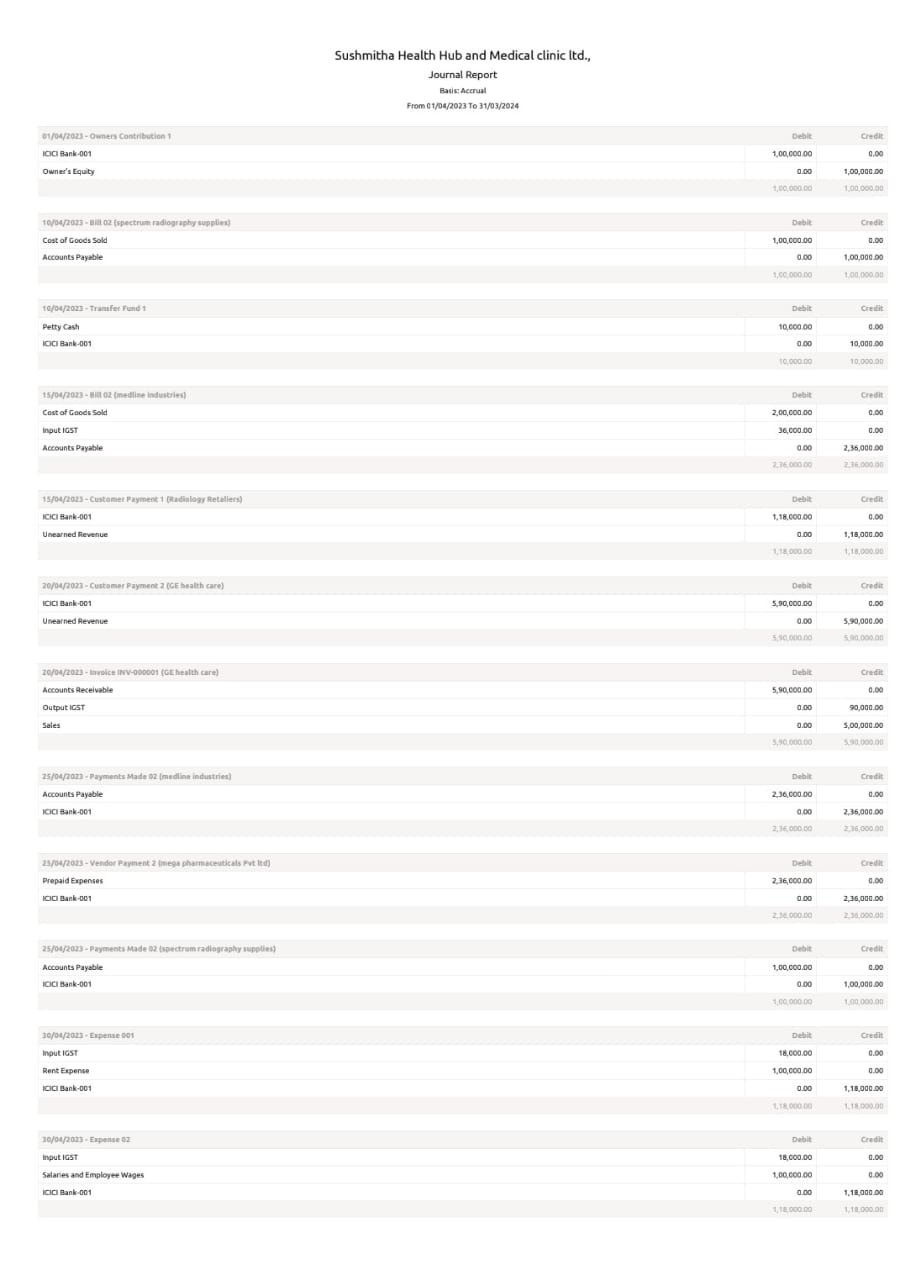 Sushmitha Health Hub and Medical clinic ltd.,
Journal Report
Basis: Accrual
From 01/04/2023 To 31/03/2024
01/04/2023 - Owners Contribution 1 Debit Credit
ICICI Bank-001 1,00,000.00 0.00
Owner's Equity 0.00 1,00,000.00
1,00,000.00 1,00,000.00
10/04/2023 - Bill 02 (spectrum radiography supplies) Debit Credit
Cost of Goods Sold 1,00,000.00 0.00
Accounts Payable 0.00 1,00,000.00
1,00,000.00 1,00,000.00
10/04/2023 - Transfer Fund 1 Debit Credit
Petty Cash 10,000.00 0.00
ICICI Bank-001 0.00 10,000.00
10,000.00 10,000.00
15/04/2023 - Bill 02 (medline industries) Debit Credit
Cost of Goods Sold 2,00,000.00 0.00
Input IGST 36,000.00 0.00
Accounts Payable 0.00 2,36,000.00
2,36,000.00 2,36,000.00
15/04/2023 - Customer Payment 1 (Radiology Retaliers) Debit Credit
ICICI Bank-001 1,18,000.00 0.00
Unearned Revenue 0.00 1,18,000.00
1,18,000.00 1,18,000.00
20/04/2023 - Customer Payment 2 (GE health care) Debit Credit
ICICI Bank-001 5,90,000.00 0.00
Unearned Revenue 0.00 5,90,000.00
5,90,000.00 5,90,000.00
20/04/2023 - Invoice INV-000001 (GE health care) Debit Credit
Accounts Receivable 5,90,000.00 0.00
Output IGST 0.00 90,000.00
Sales 0.00 5,00,000.00
5,90,000.00 5,90,000.00
25/04/2023 - Payments Made 02 (medline industries) Debit Credit
Accounts Payable 2,36,000.00 0.00
ICICI Bank-001 0.00 2,36,000.00
2,36,000.00 2,36,000.00
25/04/2023 - Vendor Payment 2 (mega pharmaceuticals Pvt ltd) Debit Credit
Prepaid Expenses 2,36,000.00 0.00
ICICI Bank-001 0.00 2,36,000.00
2,36,000.00 2,36,000.00
25/04/2023 - Payments Made 02 (spectrum radiography supplies) Debit Credit
Accounts Payable 1,00,000.00 0.00
ICICI Bank-001 0.00 1,00,000.00
1,00,000.00 1,00,000.00
30/04/2023 - Expense 001 Debit Credit
Input IGST 18,000.00 0.00
Rent Expense 1,00,000.00 0.00
ICICI Bank-001 0.00 1,18,000.00
1,18,000.00 1,18,000.00
30/04/2023 - Expense 02 Debit Credit
Input IGST 18,000.00 0.00
Salaries and Employee Wages 1,00,000.00 0.00
ICICI Bank-001 0.00 1,18,000.00
1,18,000.00 1,18,000.00